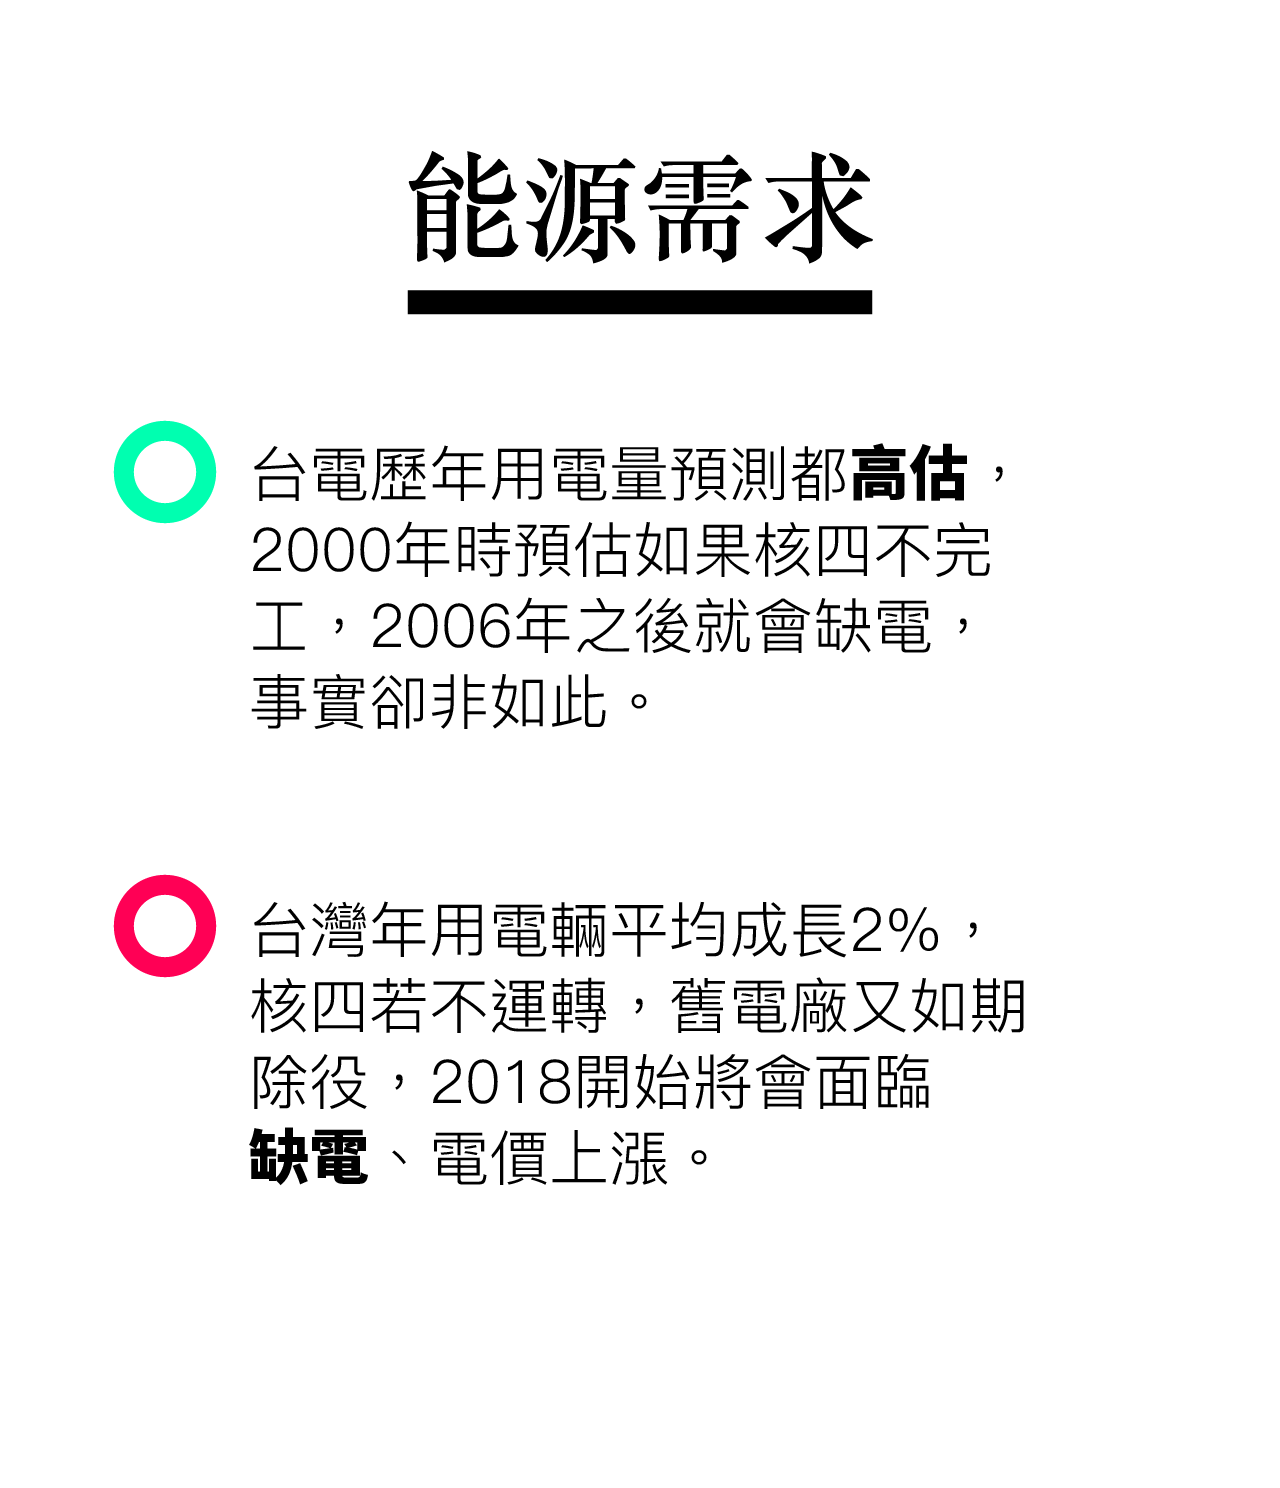 能源需求
台電歷年用電量預測都高估，
2000年時預估如果核四不完
工，2006年之後就會缺電，
事實卻非如此。
台灣年用電輛平均成長2%，
核四若不運轉，舊電廠又如期
除役，2018開始將會面臨
缺電、電價上漲。